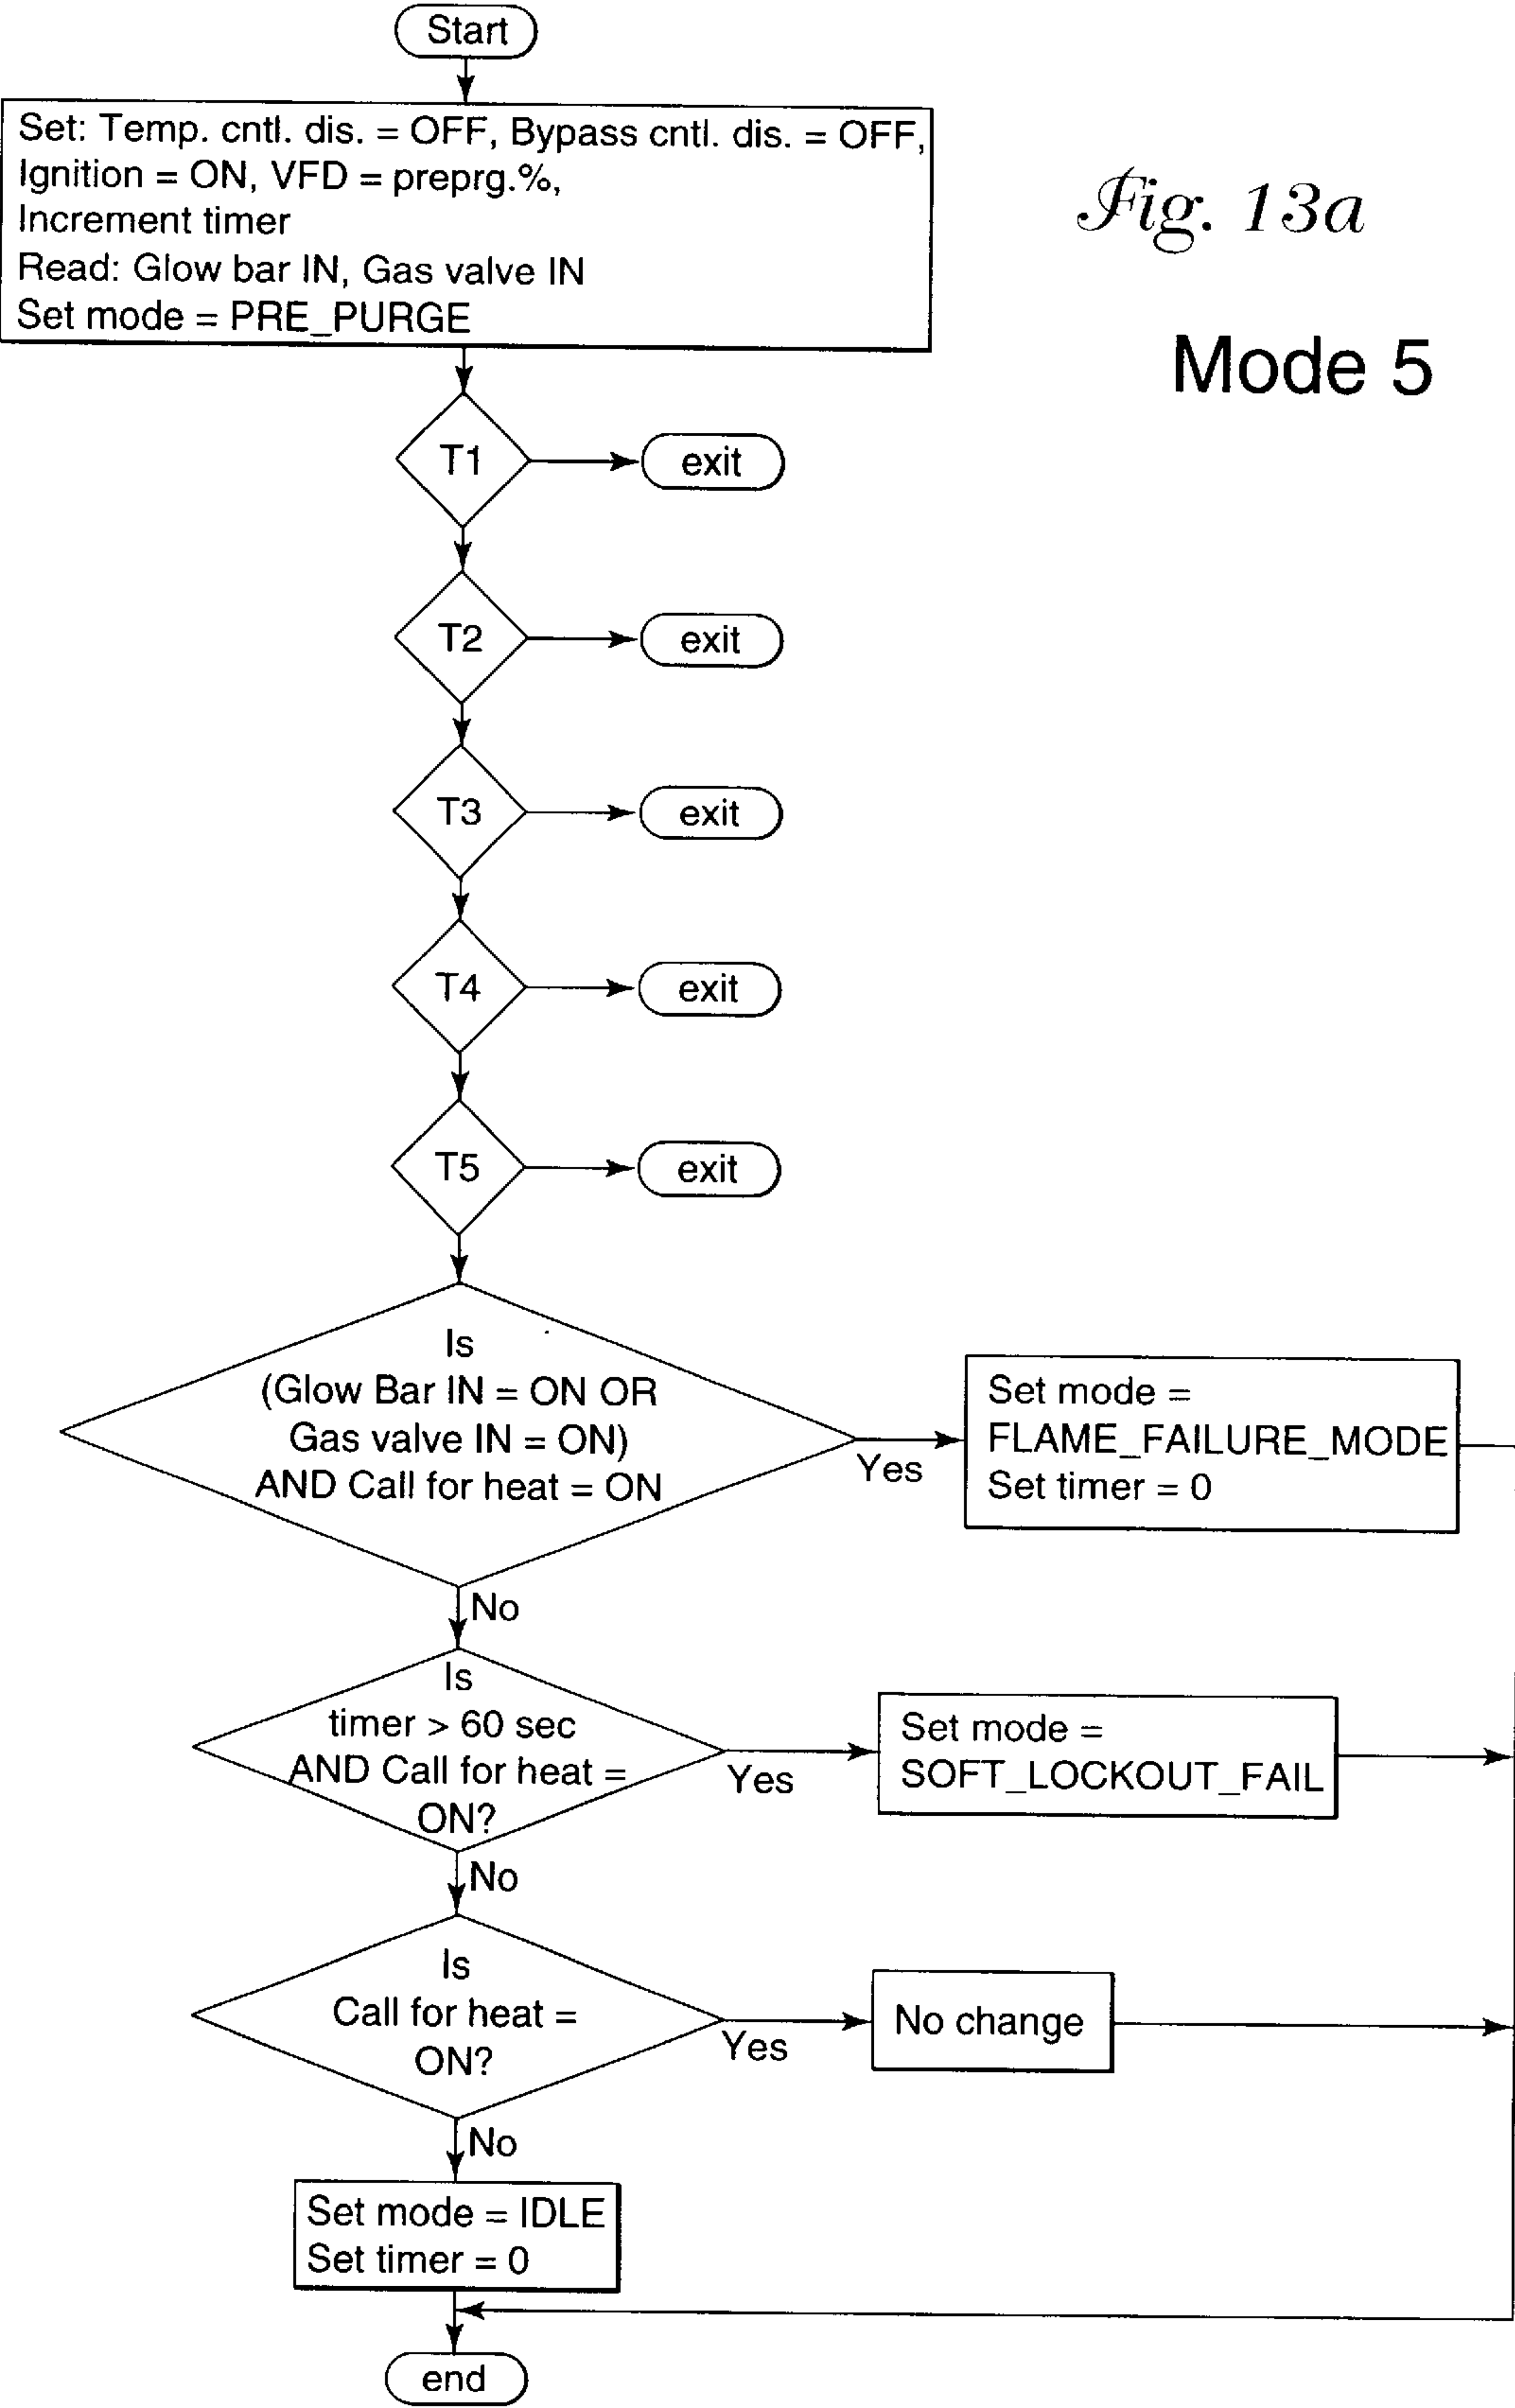 Start
Set: Temp. cntl. dis. = OFF, Bypass cntl. dis. = OFF,
Ignition = ON, VFD = preprg.%,
Increment timer
Read: Glow bar IN, Gas valve IN
Set mode = PRE_PURGE
Fig. 13a
Mode 5
T1
exit
T2
exit
T3
exit
T4
exit
T5
exit
Is
(Glow Bar IN = ON OR
Gas valve IN = ON)
AND Call for heat = ON
Yes
Set mode =
FLAME_FAILURE_MODE
Set timer = 0
No
Is
timer > 60 sec
AND Call for heat =
ON?
Yes
Set mode =
SOFT_LOCKOUT_FAIL
No
Is
Call for heat =
ON?
Yes
No change
No
Set mode = IDLE
Set timer = 0
end